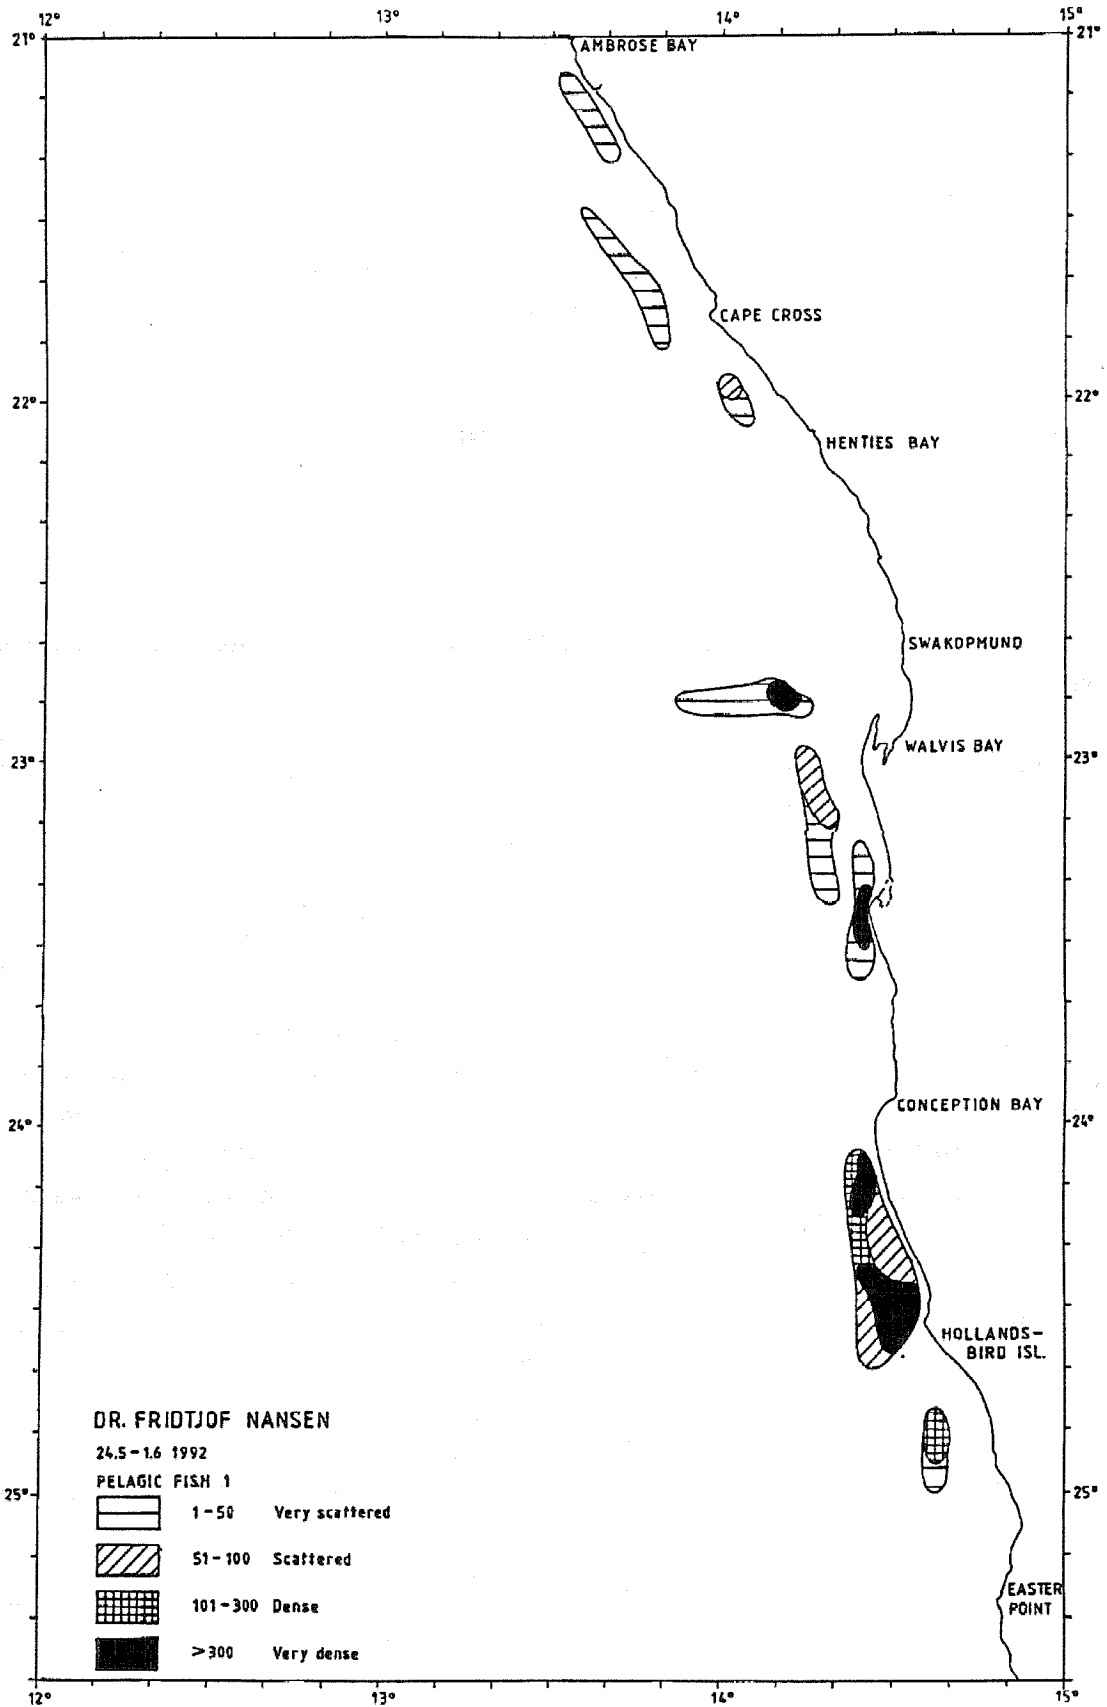 12° 13° 14° 15°
21° 21°
AMBROSE BAY
CAPE CROSS
22° 22°
HENTIES BAY
SWAKOPMUND
WALVIS BAY
23° 23°
CONCEPTION BAY
24° 24°
HOLLANDS-
BIRD ISL.
DR. FRIDTJOF NANSEN
24.5-1.6 1992
PELAGIC FISH 1
25° 25°
1-50 Very scattered
51-100 Scattered
EASTER
101-300 Dense
POINT
>300 Very dense
12° 13° 14° 15°